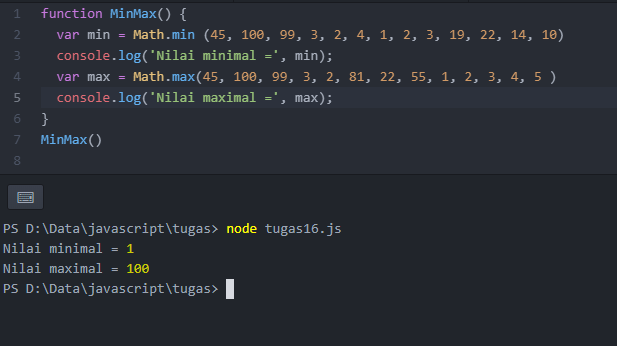 1 function MinMax() {
2 var min = Math.min (45, 100, 99, 3, 2, 4, 1, 2, 3, 19, 22, 14, 10)
3 console.log('Nilai minimal =', min);
4 var max = Math.max(45, 100, 99, 3, 2, 81, 22, 55, 1, 2, 3, 4, 5 )
5 console.log('Nilai maximal =', max);
6 }
7 MinMax()
8
PS D:\Data\javascript\tugas> node tugas16.js
Nilai minimal = 1
Nilai maximal = 100
PS D:\Data\javascript\tugas>